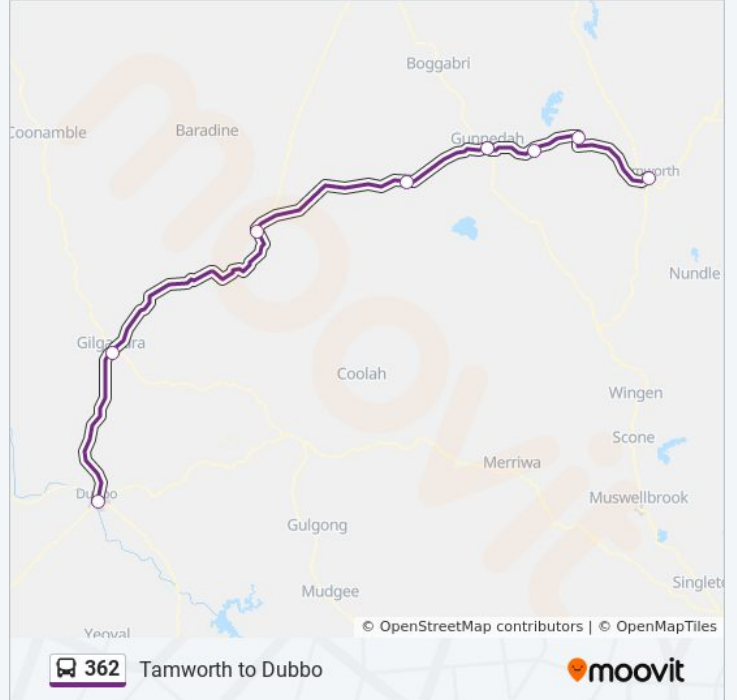 Boggabri
Coonamble
Baradine
Gunnedah
Nundle
Coolah
Wingen
Scone
Merriwa
Muswellbrook
Gulgong
Mudgee
Yeoval
© OpenStreetMap contributors | © OpenMapTiles
362 Tamworth to Dubbo
moovit
moovit